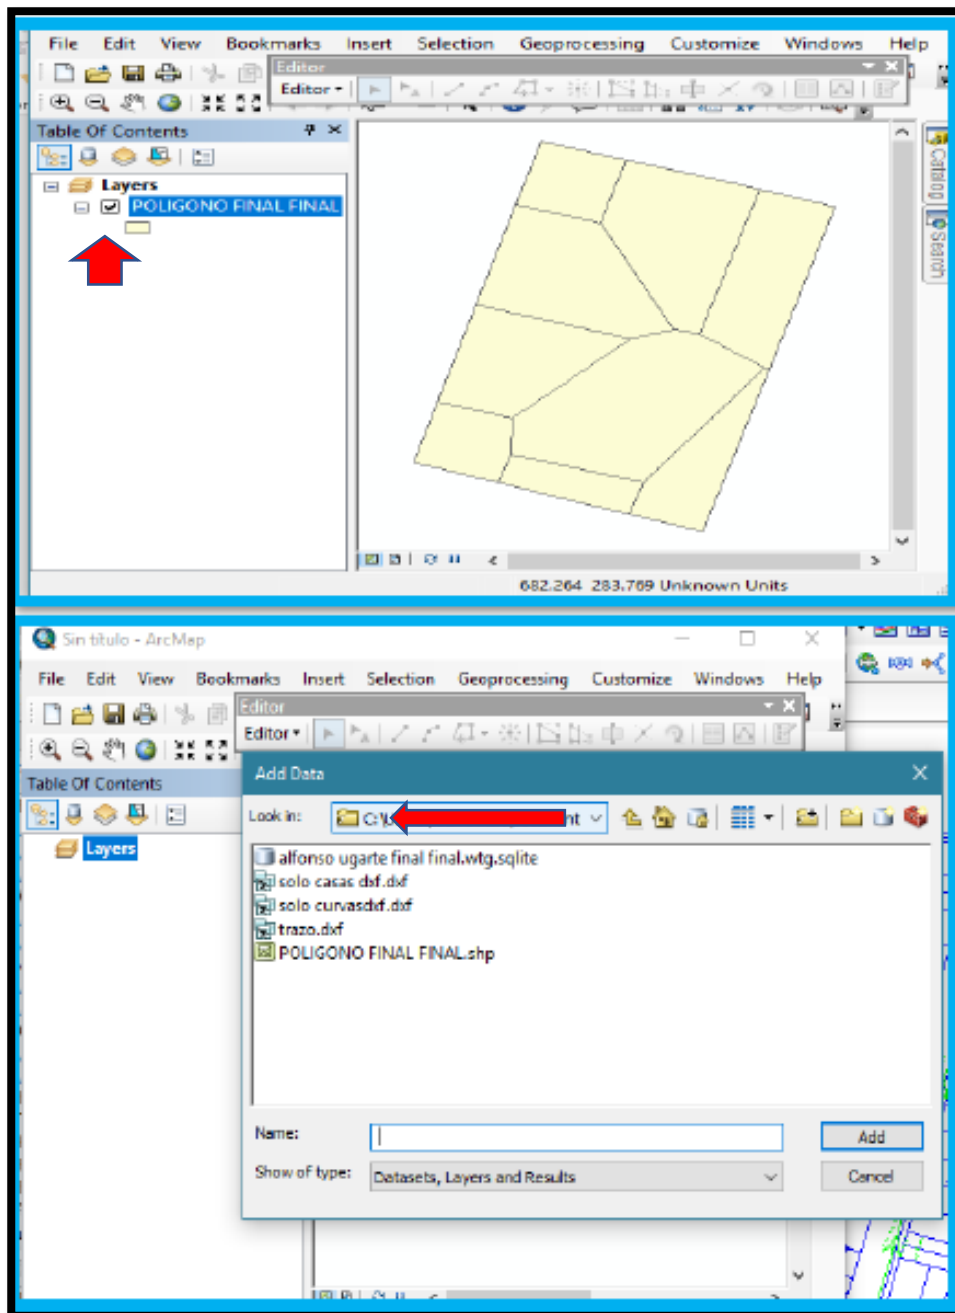 File Edit View Bookmarks Insert Selection Geoprocessing Customize Windows Help
Editor
Editor
Table Of Contents
Layers
POLIGONO FINAL FINAL
Catalog
Search
682.264 283.769 Unknown Units
Sin título - ArcMap
File Edit View Bookmarks Insert Selection Geoprocessing Customize Windows Help
Editor
Editor
Table Of Contents
Layers
Add Data
Look in:
alfonso ugarte final final.wtg.sqlite
solo casas dxf.dxf
solo curvasdxf.dxf
trazo.dxf
POLIGONO FINAL FINAL.shp
Name:
Add
Show of type: Datasets, Layers and Results
Cancel